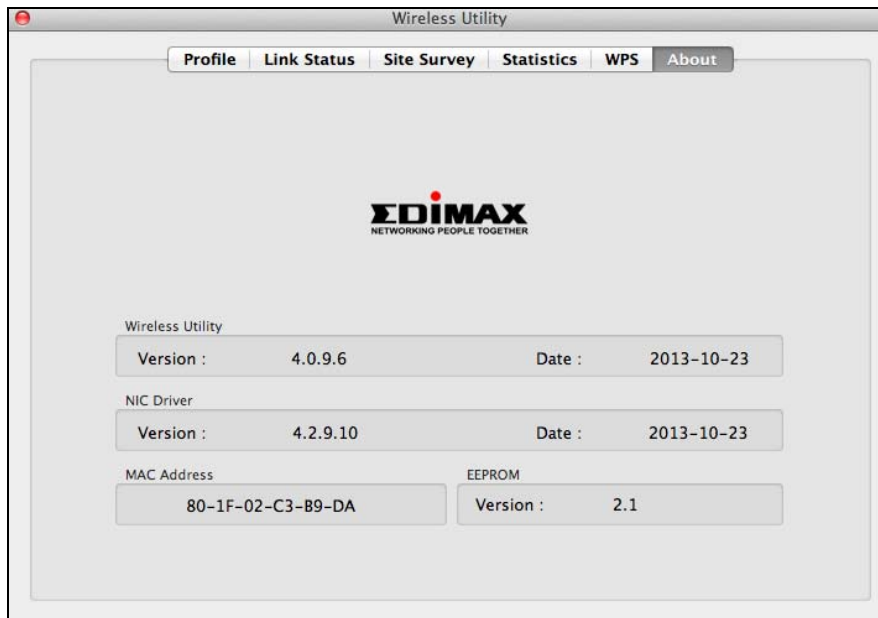 Wireless Utility
Profile Link Status Site Survey Statistics WPS About
EDIMAX
NETWORKING PEOPLE TOGETHER
Wireless Utility
Version : 4.0.9.6 Date : 2013-10-23
NIC Driver
Version : 4.2.9.10 Date : 2013-10-23
MAC Address EEPROM
80-1F-02-C3-B9-DA Version : 2.1